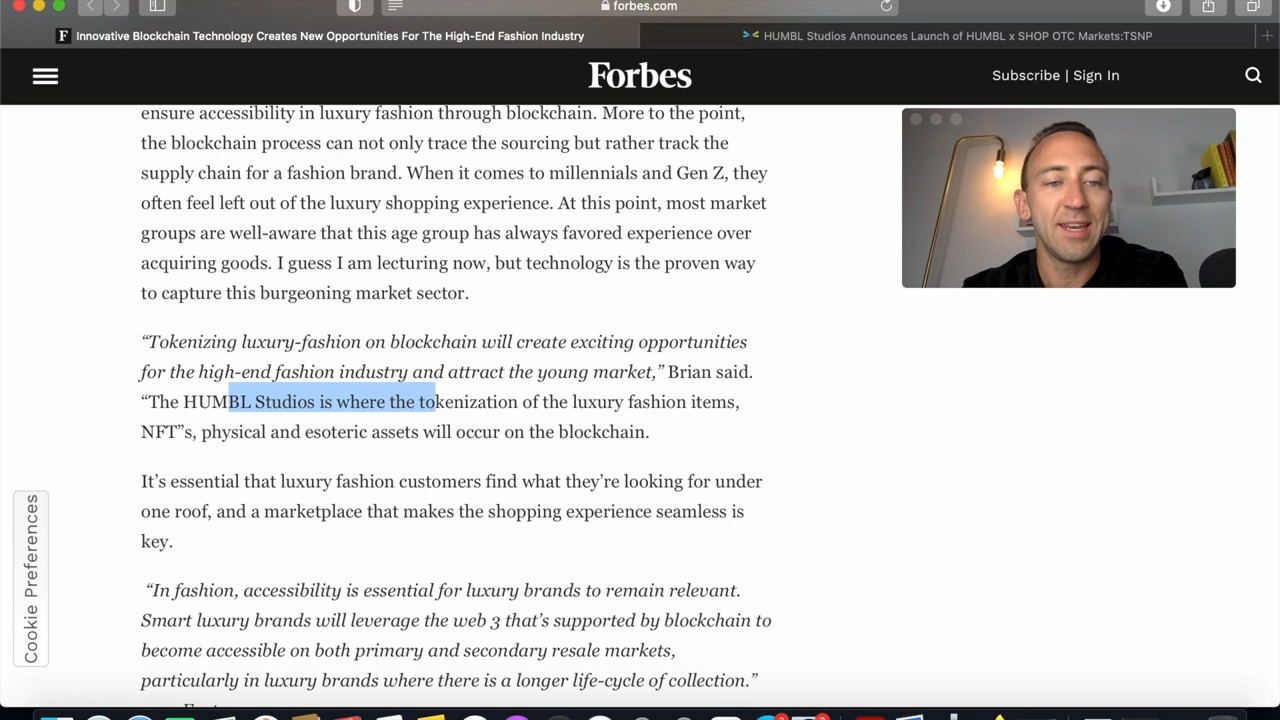 forbes.com
F Innovative Blockchain Technology Creates New Opportunities For The High-End Fashion Industry
HUMBL Studios Announces Launch of HUMBL x SHOP OTC Markets:TSNP
Forbes
Subscribe | Sign In
ensure accessibility in luxury fashion through blockchain. More to the point,
the blockchain process can not only trace the sourcing but rather track the
supply chain for a fashion brand. When it comes to millennials and Gen Z, they
often feel left out of the luxury shopping experience. At this point, most market
groups are well-aware that this age group has always favored experience over
acquiring goods. I guess I am lecturing now, but technology is the proven way
to capture this burgeoning market sector.
“Tokenizing luxury-fashion on blockchain will create exciting opportunities
for the high-end fashion industry and attract the young market,” Brian said.
“The HUMBL Studios is where the tokenization of the luxury fashion items,
NFT”s, physical and esoteric assets will occur on the blockchain.
It’s essential that luxury fashion customers find what they’re looking for under
one roof, and a marketplace that makes the shopping experience seamless is
key.
“In fashion, accessibility is essential for luxury brands to remain relevant.
Smart luxury brands will leverage the web 3 that’s supported by blockchain to
become accessible on both primary and secondary resale markets,
particularly in luxury brands where there is a longer life-cycle of collection.”
Cookie Preferences